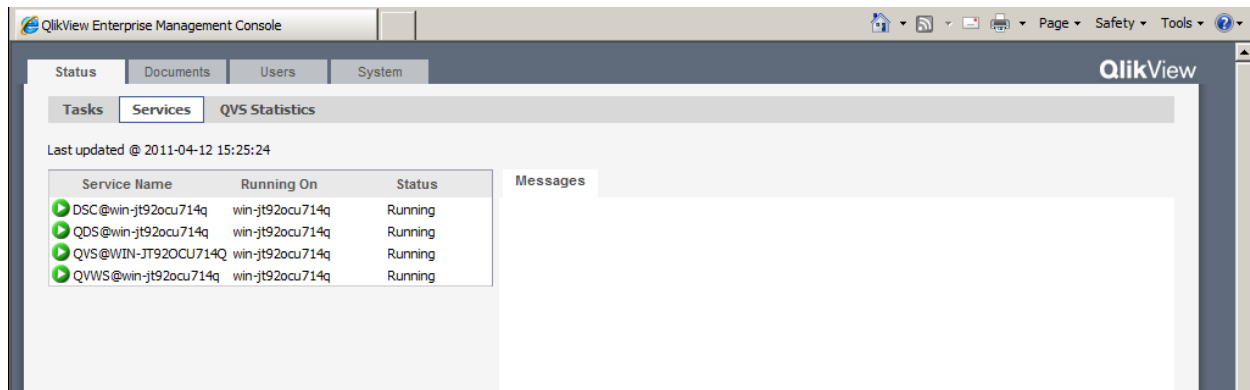 QlikView Enterprise Management Console
Page Safety Tools
Status Documents Users System
QlikView
Tasks Services QVS Statistics
Last updated @ 2011-04-12 15:25:24
Service Name Running On Status
Messages
DSC@win-jt92ocu714q win-jt92ocu714q Running
QDS@win-jt92ocu714q win-jt92ocu714q Running
QVS@WIN-JT92OCU714Q win-jt92ocu714q Running
QVWS@win-jt92ocu714q win-jt92ocu714q Running